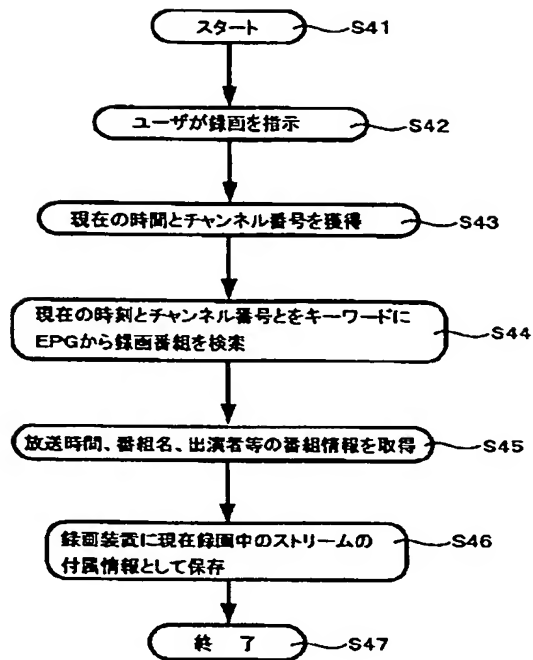 スタート
S41
ユーザが録画を指示
S42
現在の時間とチャンネル番号を獲得
S43
現在の時刻とチャンネル番号とをキーワードに
EPGから録画番組を検索
S44
放送時間、番組名、出演者等の番組情報を取得
S45
録画装置に現在録画中のストリームの
付属情報として保存
S46
終 了
S47